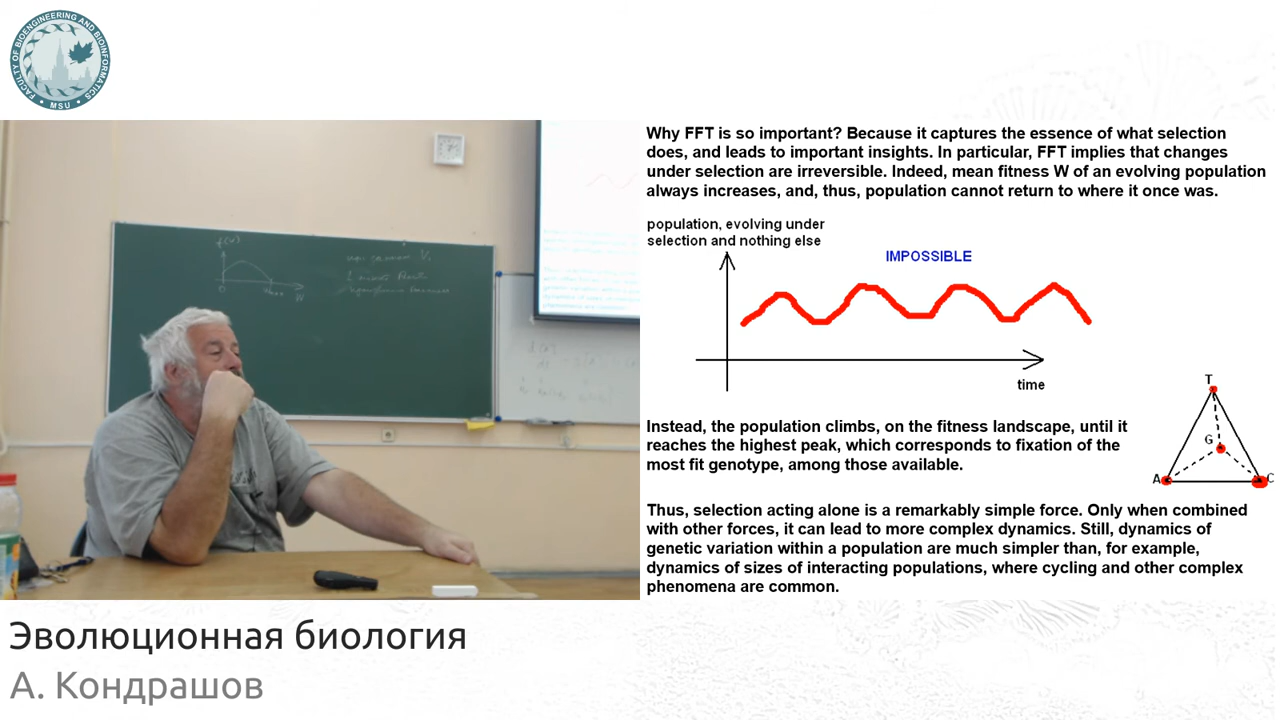 FACULTY OF BIOENGINEERING AND BIOINFORMATICS
• MSU •
f(w)
0
W
Why FFT is so important? Because it captures the essence of what selection
does, and leads to important insights. In particular, FFT implies that changes
under selection are irreversible. Indeed, mean fitness W of an evolving population
always increases, and, thus, population cannot return to where it once was.
population, evolving under
selection and nothing else
IMPOSSIBLE
time
T
G
A
C
Instead, the population climbs, on the fitness landscape, until it
reaches the highest peak, which corresponds to fixation of the
most fit genotype, among those available.
Thus, selection acting alone is a remarkably simple force. Only when combined
with other forces, it can lead to more complex dynamics. Still, dynamics of
genetic variation within a population are much simpler than, for example,
dynamics of sizes of interacting populations, where cycling and other complex
phenomena are common.
Эволюционная биология
А. Кондрашов